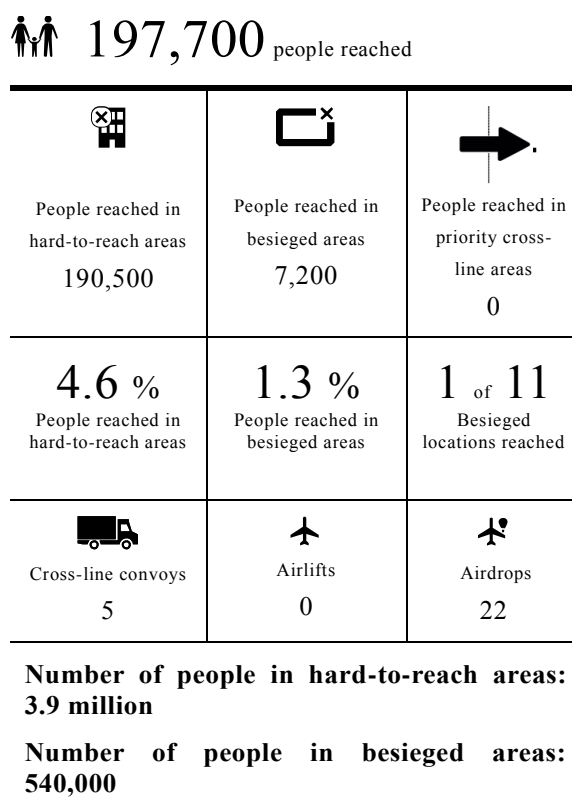 197,700 people reached
People reached in
hard-to-reach areas
190,500
People reached in
besieged areas
7,200
People reached in
priority cross-
line areas
0
4.6 %
People reached in
hard-to-reach areas
1.3 %
People reached in
besieged areas
1 of 11
Besieged
locations reached
Cross-line convoys
5
Airlifts
0
Airdrops
22
Number of people in hard-to-reach areas:
3.9 million
Number of people in besieged areas:
540,000